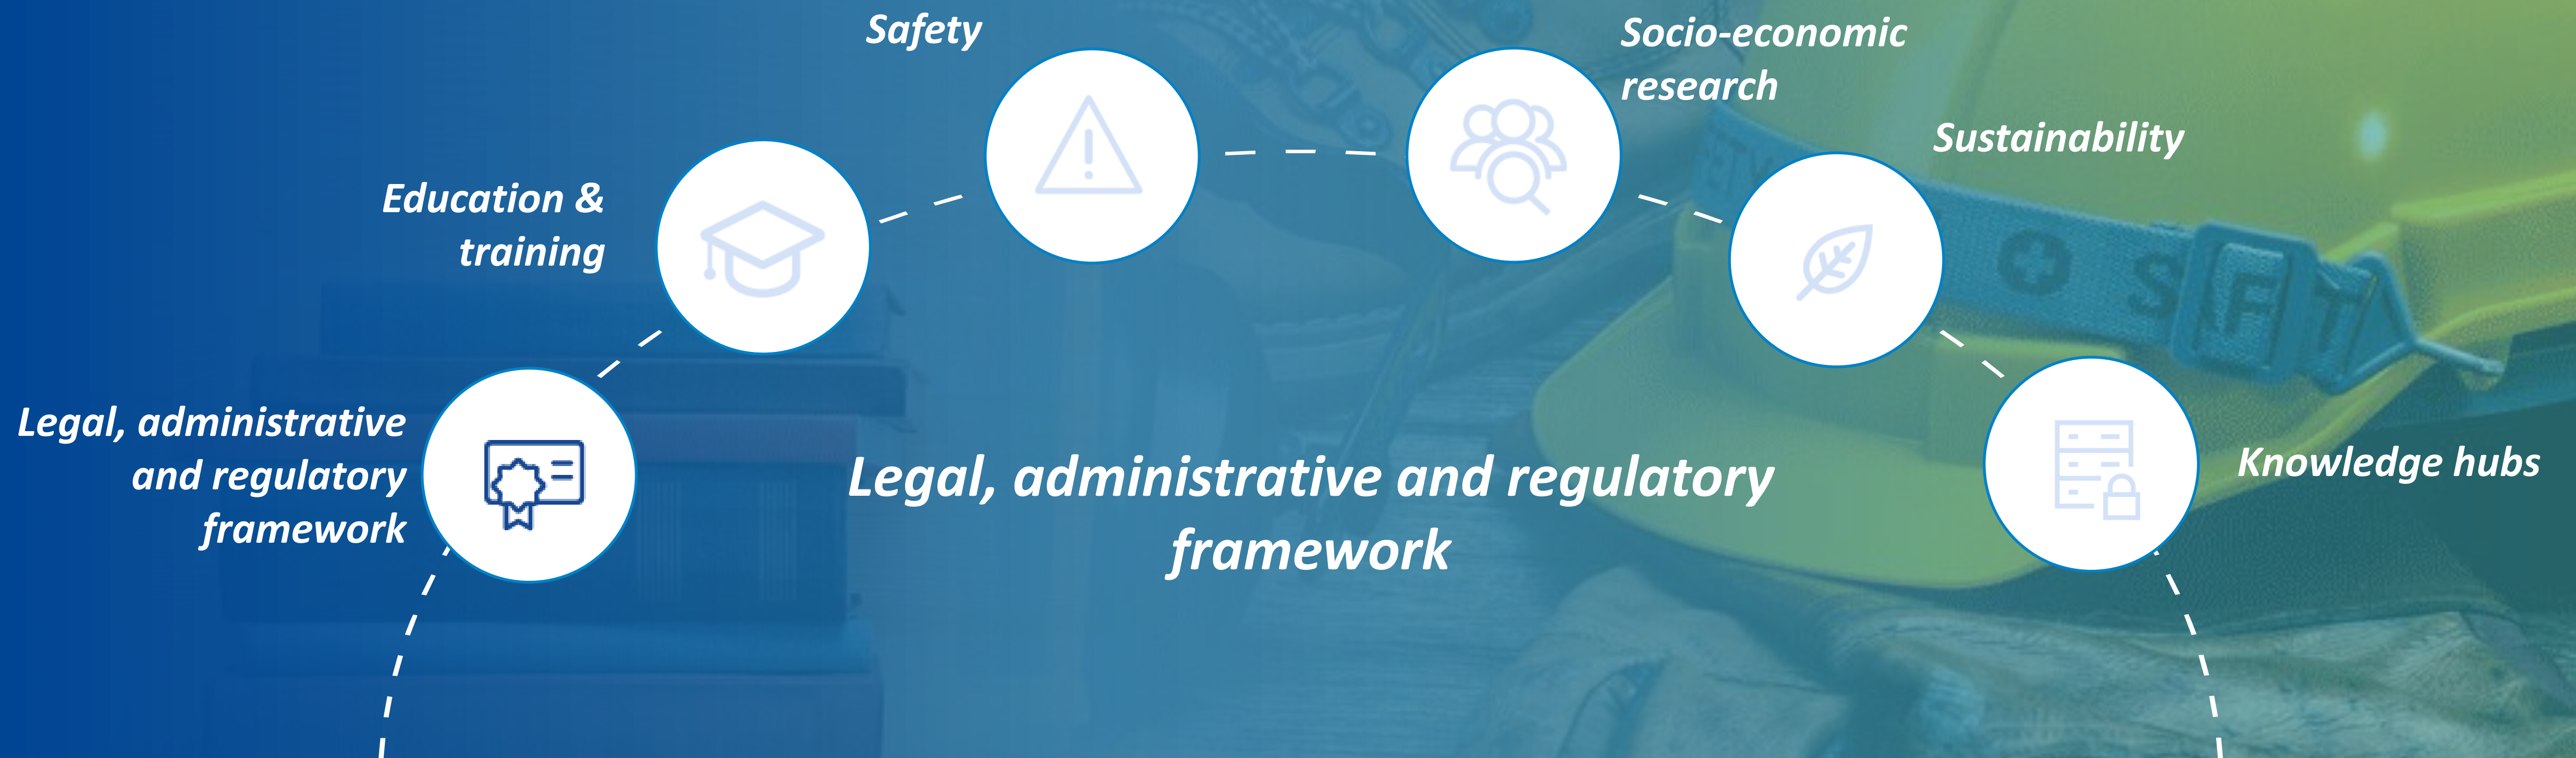 Safety
Socio-economic
research
Sustainability
Education &
training
Legal, administrative
and regulatory
framework
Legal, administrative and regulatory
framework
Knowledge hubs